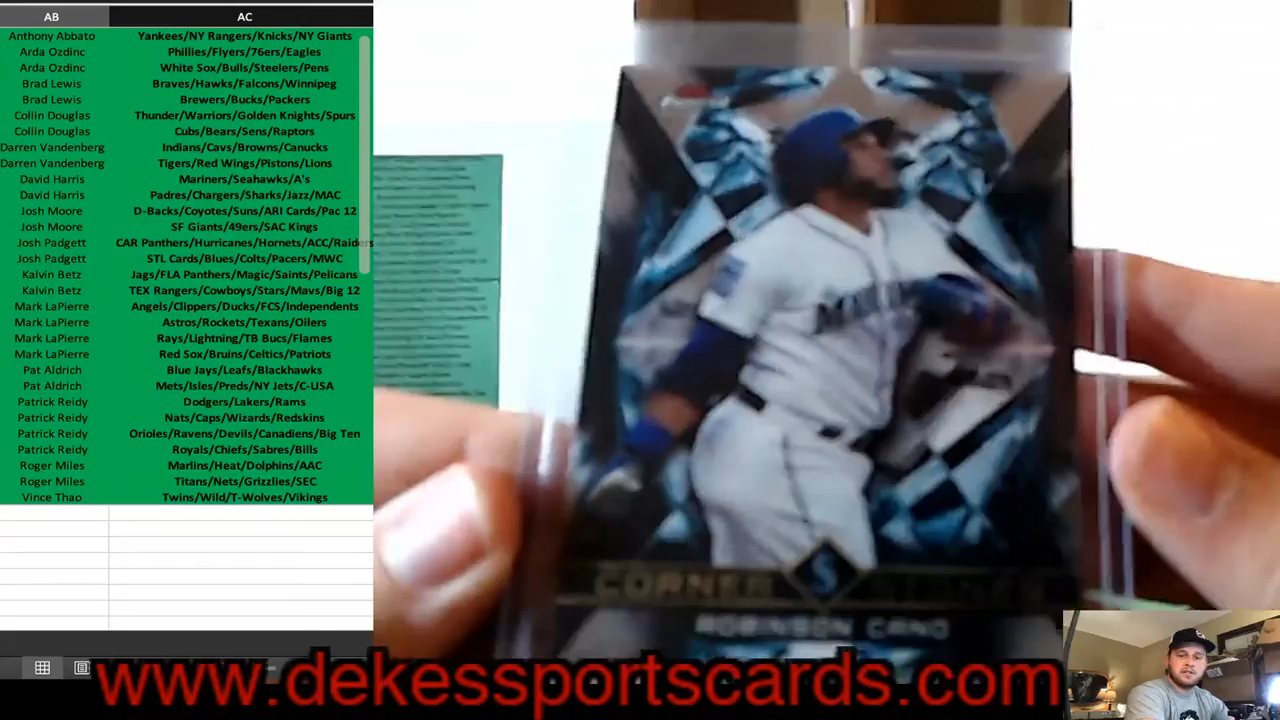 AB AC
Anthony Abbato Yankees/NY Rangers/Knicks/NY Giants
Arda Ozdinc Phillies/Flyers/76ers/Eagles
Arda Ozdinc White Sox/Bulls/Steelers/Pens
Brad Lewis Braves/Hawks/Falcons/Winnipeg
Brad Lewis Brewers/Bucks/Packers
Collin Douglas Thunder/Warriors/Golden Knights/Spurs
Collin Douglas Cubs/Bears/Sens/Raptors
Darren Vandenberg Indians/Cavs/Browns/Canucks
Darren Vandenberg Tigers/Red Wings/Pistons/Lions
David Harris Mariners/Seahawks/A's
David Harris Padres/Chargers/Sharks/Jazz/MAC
Josh Moore D-Backs/Coyotes/Suns/ARI Cards/Pac 12
Josh Moore SF Giants/49ers/SAC Kings
Josh Padgett CAR Panthers/Hurricanes/Hornets/ACC/Raiders
Josh Padgett STL Cards/Blues/Colts/Pacers/MWC
Kalvin Betz Jags/FLA Panthers/Magic/Saints/Pelicans
Kalvin Betz TEX Rangers/Cowboys/Stars/Mavs/Big 12
Mark LaPierre Angels/Clippers/Ducks/FCS/Independents
Mark LaPierre Astros/Rockets/Texans/Oilers
Mark LaPierre Rays/Lightning/TB Bucs/Flames
Mark LaPierre Red Sox/Bruins/Celtics/Patriots
Pat Aldrich Blue Jays/Leafs/Blackhawks
Pat Aldrich Mets/Isles/Preds/NY Jets/C-USA
Patrick Reidy Dodgers/Lakers/Rams
Patrick Reidy Nats/Caps/Wizards/Redskins
Patrick Reidy Orioles/Ravens/Devils/Canadiens/Big Ten
Patrick Reidy Royals/Chiefs/Sabres/Bills
Roger Miles Marlins/Heat/Dolphins/AAC
Roger Miles Titans/Nets/Grizzlies/SEC
Vince Thao Twins/Wild/T-Wolves/Vikings
CORNER S
ROBINSON CANO
www.dekessportscards.com